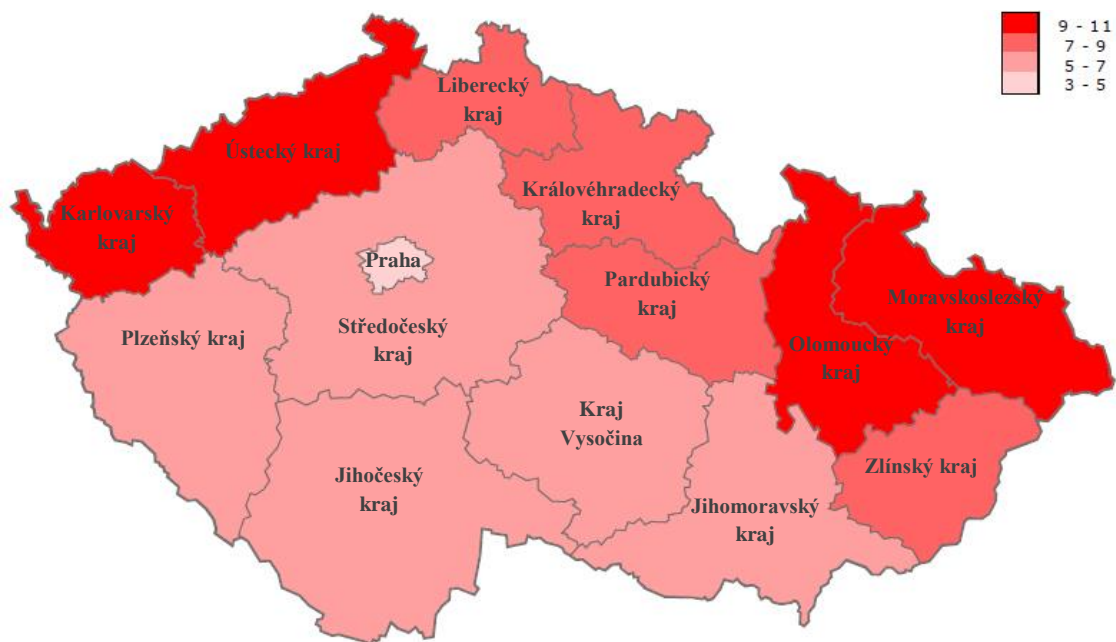 9 - 11
7 - 9
5 - 7
3 - 5
Liberecký
kraj
Ústecký kraj
Královéhradecký
kraj
Karlovarský
kraj
Praha
Pardubický
kraj
Moravskoslezský
kraj
Plzeňský kraj
Středočeský
kraj
Olomoucký
kraj
Kraj
Vysočina
Zlínský kraj
Jihočeský
kraj
Jihomoravský
kraj